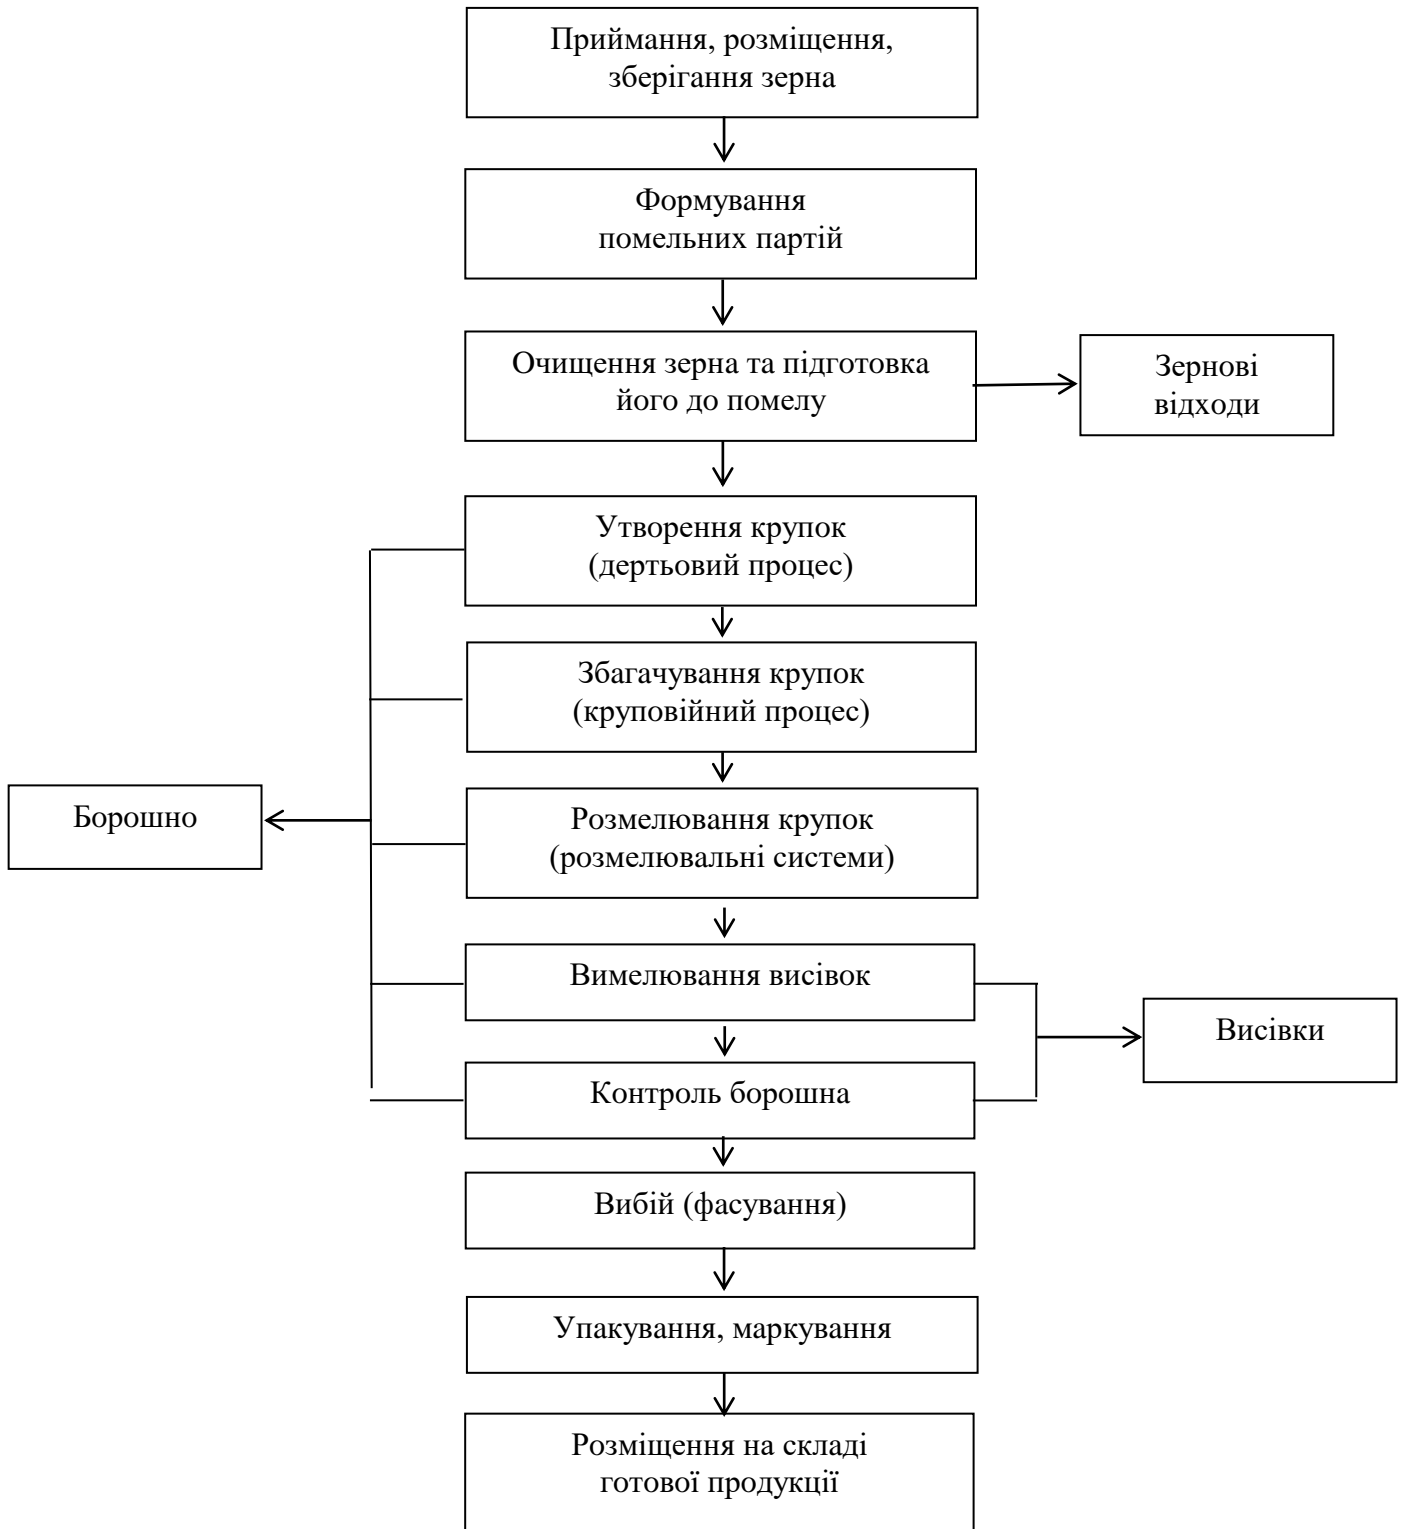 Приймання, розміщення,
зберігання зерна
Формування
помельних партій
Очищення зерна та підготовка
його до помелу
Зернові
відходи
Утворення крупок
(дертьовий процес)
Збагачування крупок
(круповійний процес)
Борошно
Розмелювання крупок
(розмелювальні системи)
Вимелювання висівок
Висівки
Контроль борошна
Вибій (фасування)
Упакування, маркування
Розміщення на складі
готової продукції